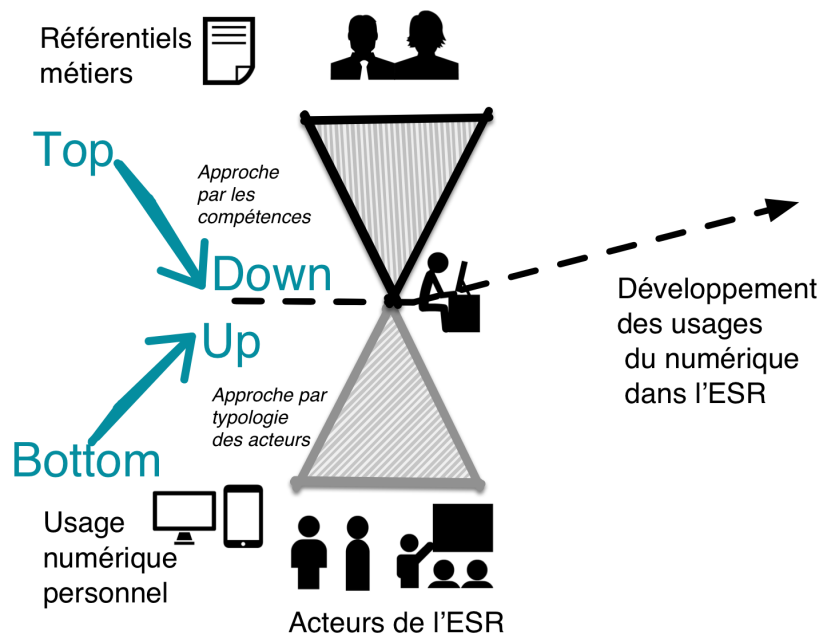 Référentiels
métiers
Top
Approche
par les
compétences
Down
Up
Approche par
typologie
des acteurs
Bottom
Usage
numérique
personnel
Acteurs de l'ESR
Développement
des usages
du numérique
dans l'ESR